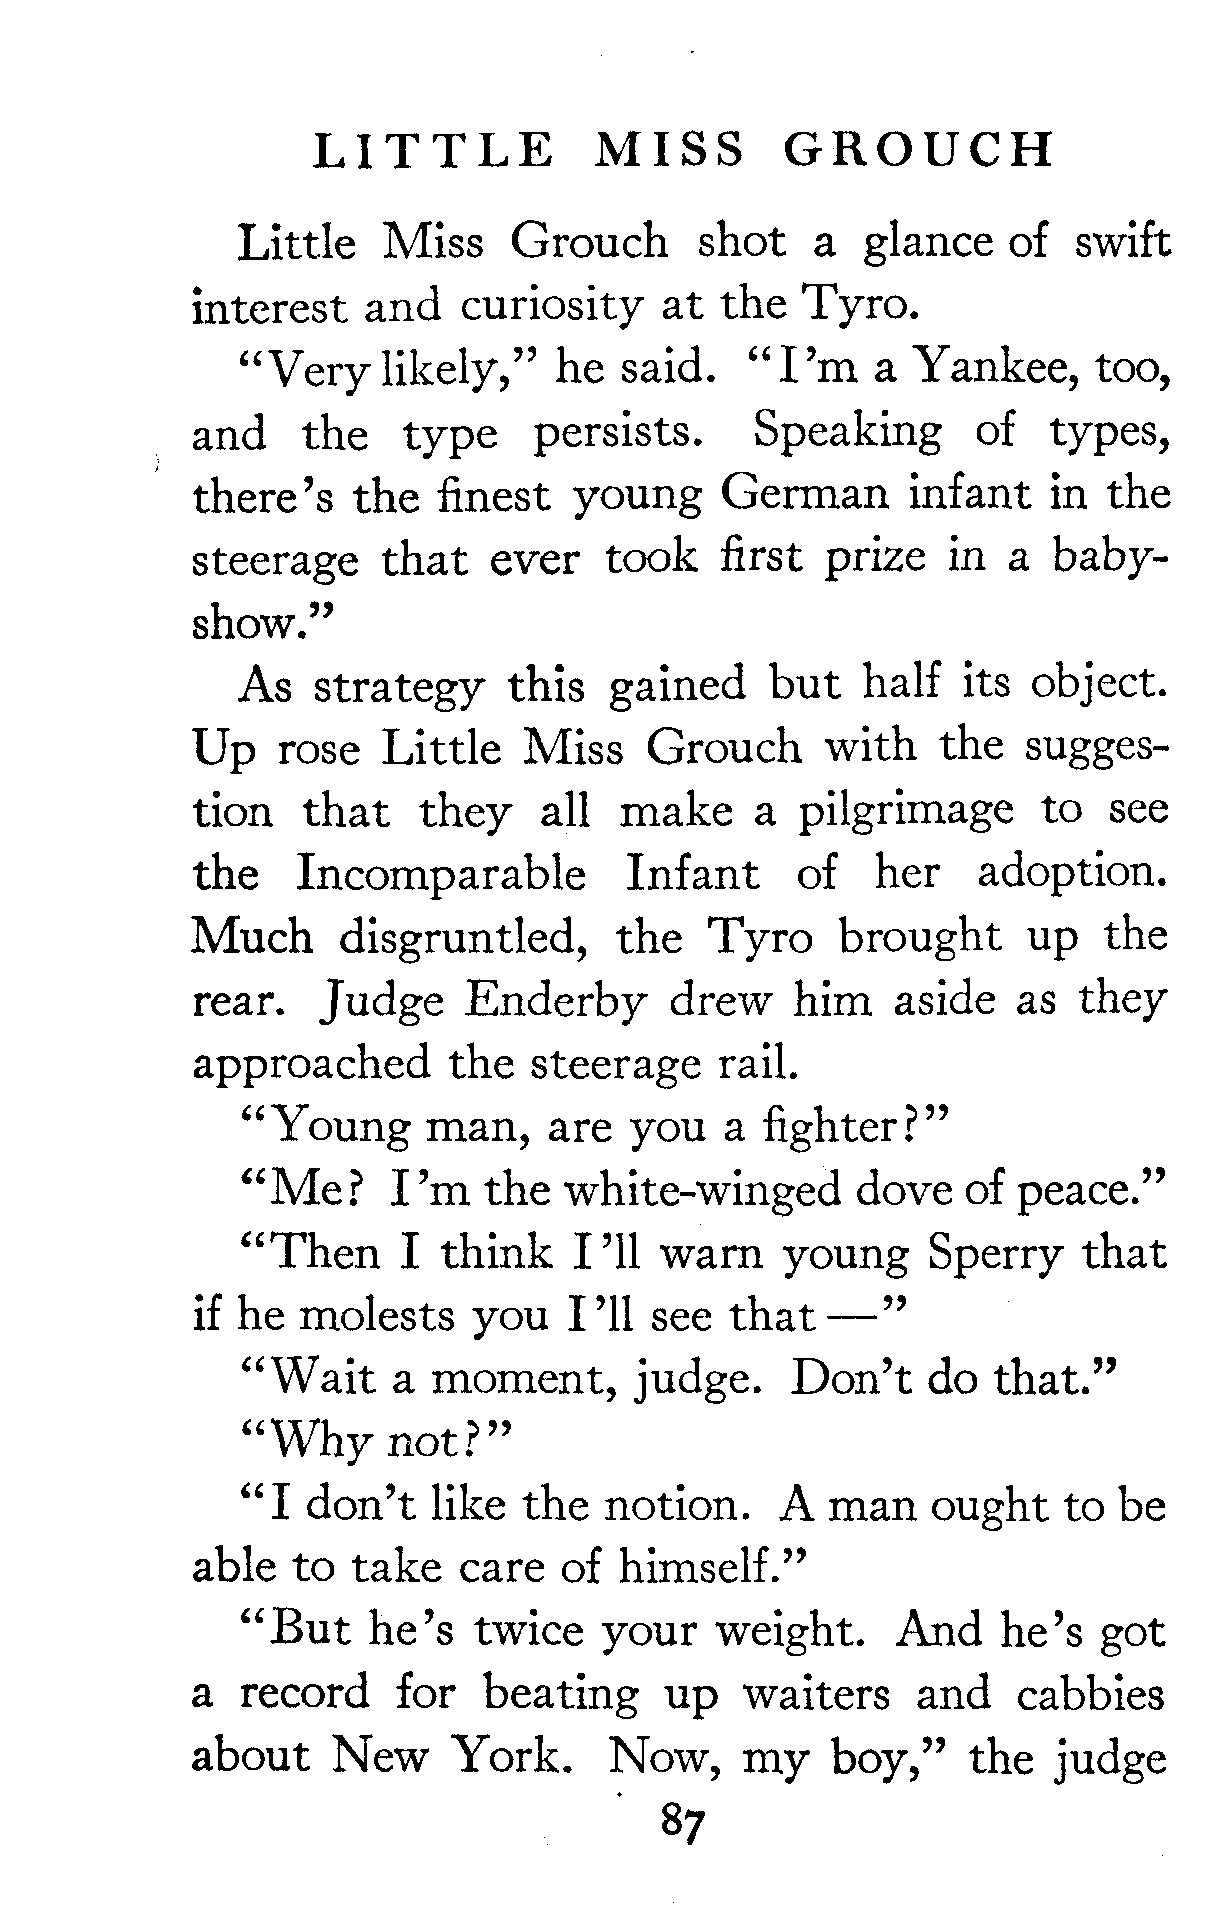 LITTLE MISS GROUCH
Little Miss Grouch shot a glance of swift
interest and curiosity at the Tyro.
“Very likely,” he said. “I’m a Yankee, too,
and the type persists. Speaking of types,
there’s the finest young German infant in the
steerage that ever took first prize in a baby-
show.”
As strategy this gained but half its object.
Up rose Little Miss Grouch with the sugges-
tion that they all make a pilgrimage to see
the Incomparable Infant of her adoption.
Much disgruntled, the Tyro brought up the
rear. Judge Enderby drew him aside as they
approached the steerage rail.
“Young man, are you a fighter?”
“Me? I’m the white-winged dove of peace.”
“Then I think I’ll warn young Sperry that
if he molests you I’ll see that —”
“Wait a moment, judge. Don’t do that.”
“Why not?”
“I don’t like the notion. A man ought to be
able to take care of himself.”
“But he’s twice your weight. And he’s got
a record for beating up waiters and cabbies
about New York. Now, my boy,” the judge
87